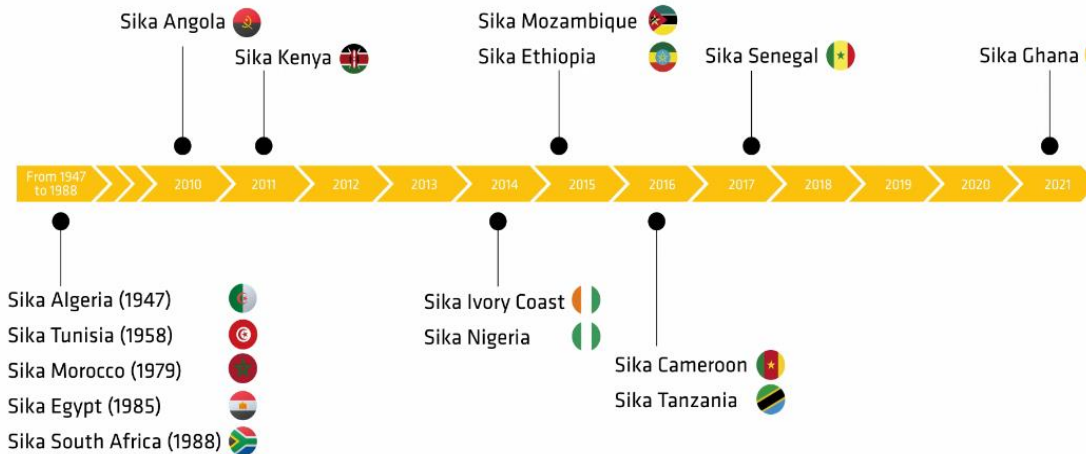 Sika Angola
Sika Kenya
Sika Mozambique
Sika Ethiopia
Sika Senegal
Sika Ghana
From 1947
to 1988
2010
2011
2012
2013
2014
2015
2016
2017
2018
2019
2020
2021
Sika Algeria (1947)
Sika Tunisia (1958)
Sika Morocco (1979)
Sika Egypt (1985)
Sika South Africa (1988)
Sika Ivory Coast
Sika Nigeria
Sika Cameroon
Sika Tanzania